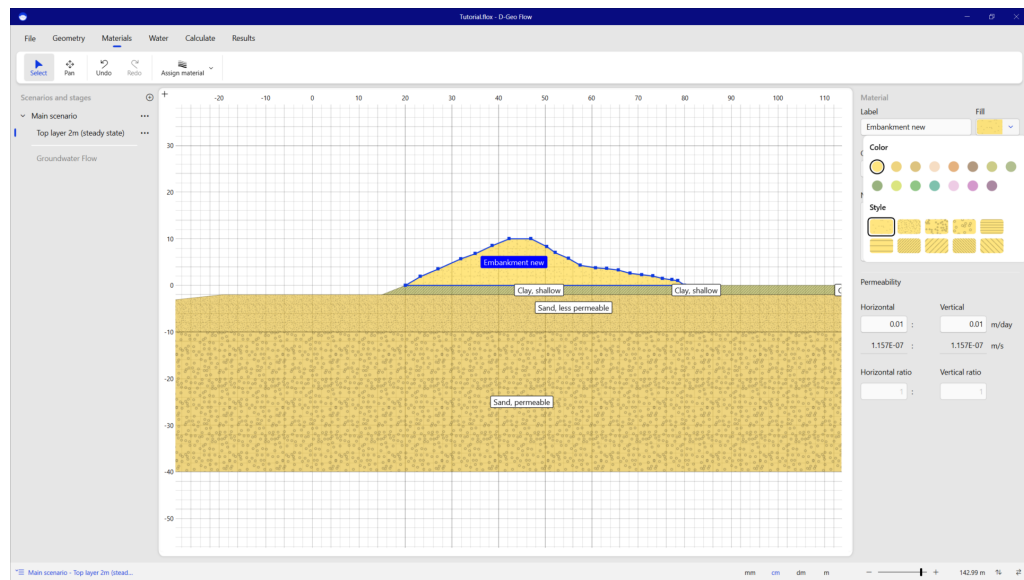 Tutorial.flox - D-Geo Flow
File Geometry Materials Water Calculate Results
Select Pan Undo Redo Assign material
Scenarios and stages
Main scenario
Top layer 2m (steady state)
Groundwater Flow
-20 -10 0 10 20 30 40 50 60 70 80 90 100 110
30
20
10
0
-10
-20
-30
-40
-50
Embankment new
Clay, shallow
Clay, shallow
C
Sand, less permeable
Sand, permeable
Material
Label Fill
Embankment new
Color
Style
Permeability
Horizontal Vertical
0.01 : 0.01 m/day
1.157E-07 : 1.157E-07 m/s
Horizontal ratio Vertical ratio
1 : 1
Main scenario - Top layer 2m (stead...
mm cm dm m
142.99 m